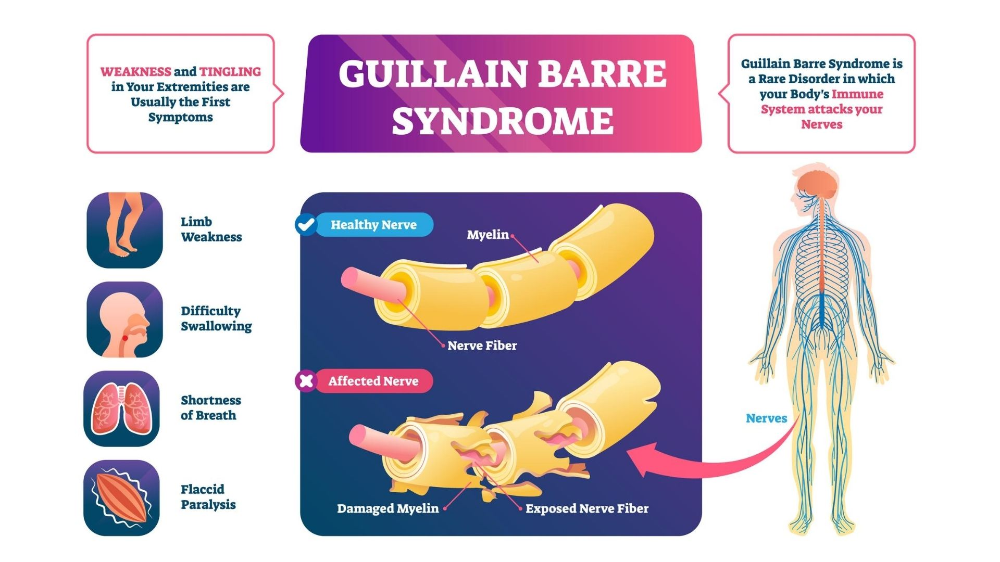 WEAKNESS and TINGLING
in Your Extremities are
Usually the First
Symptoms
GUILLAIN BARRE
SYNDROME
Guillain Barre Syndrome is
a Rare Disorder in which
your Body's Immune
System attacks your
Nerves
Limb
Weakness
Difficulty
Swallowing
Shortness
of Breath
Flaccid
Paralysis
Healthy Nerve
Myelin
Nerve Fiber
Affected Nerve
Damaged Myelin
Exposed Nerve Fiber
Nerves